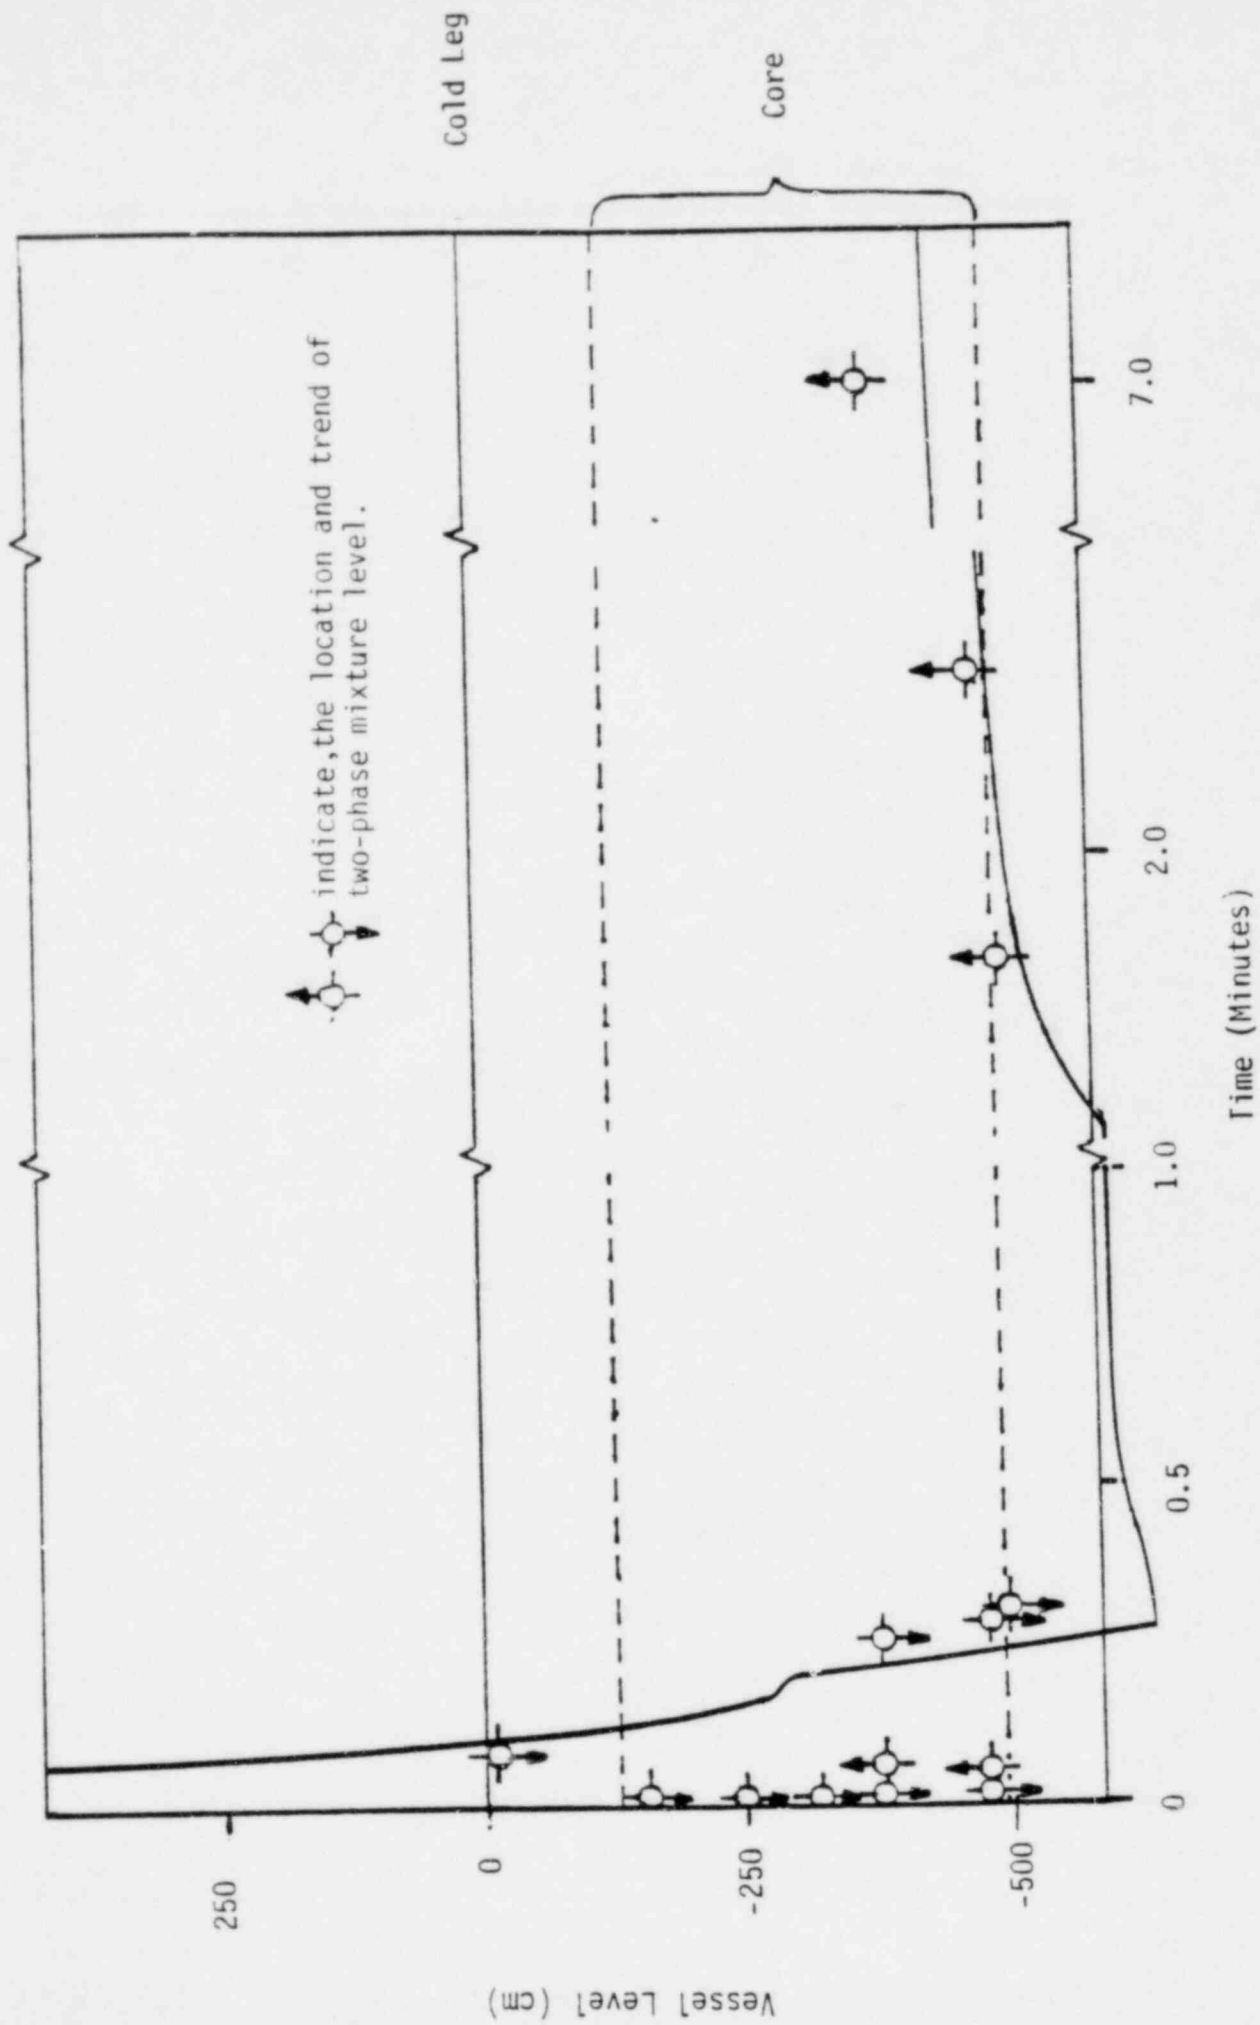 Cold Leg
Core
indicate,the location and trend of
two-phase mixture level.
Vessel Level (cm)
250
0
-250
-500
0
0.5
1.0
2.0
7.0
Time (Minutes)